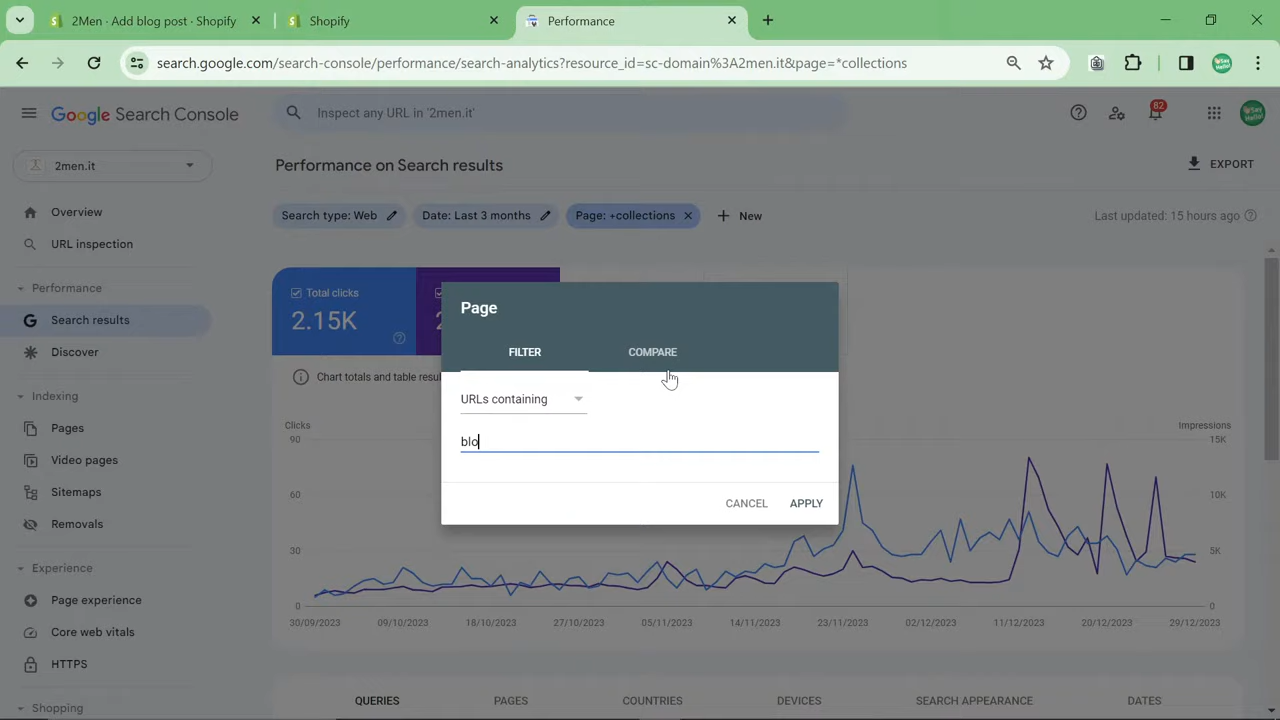 2Men · Add blog post · Shopify
Shopify
Performance
search.google.com/search-console/performance/search-analytics?resource_id=sc-domain%3A2men.it&page=*collections
Google Search Console
Inspect any URL in '2men.it'
82
2men.it
Performance on Search results
EXPORT
Search type: Web
Date: Last 3 months
Page: +collections
New
Last updated: 15 hours ago
Overview
URL inspection
Performance
Search results
Discover
Indexing
Pages
Video pages
Sitemaps
Removals
Experience
Page experience
Core web vitals
HTTPS
Shopping
Total clicks
2.15K
Chart totals and table resul
Page
FILTER
COMPARE
URLs containing
blo
CANCEL
APPLY
Clicks
Impressions
90
15K
60
10K
30
5K
0
0
30/09/2023
09/10/2023
18/10/2023
27/10/2023
05/11/2023
14/11/2023
23/11/2023
02/12/2023
11/12/2023
20/12/2023
29/12/2023
QUERIES
PAGES
COUNTRIES
DEVICES
SEARCH APPEARANCE
DATES